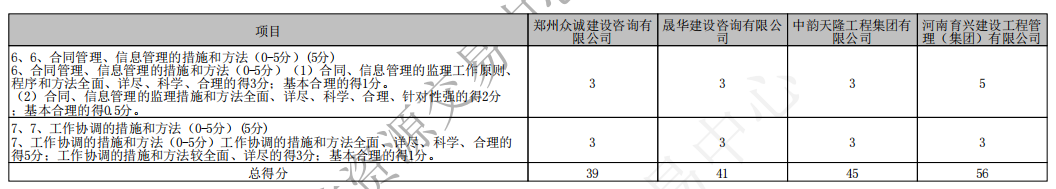 项目
郑州众诚建设咨询有限公司
晟华建设咨询有限公司
中韵天隆工程集团有限公司
河南育兴建设工程管理（集团）有限公司
6、6、合同管理、信息管理的措施和方法（0-5分）(5分)
6、合同管理、信息管理的措施和方法（0-5分）（1）合同、信息管理的监理工作原则、
程序和方法全面、详尽、科学、合理的得3分；基本合理的得1分。
（2）合同、信息管理的监理措施和方法全面、详尽、科学、合理、针对性强的得2分
；基本合理的得0.5分。
3
3
3
5
7、7、工作协调的措施和方法（0-5分）(5分)
7、工作协调的措施和方法（0-5分）工作协调的措施和方法全面、详尽、科学、合理的
得5分；工作协调的措施和方法较全面、详尽的得3分；基本合理的得1分。
3
3
3
3
总得分
39
41
45
56
资源交易中心
易中心